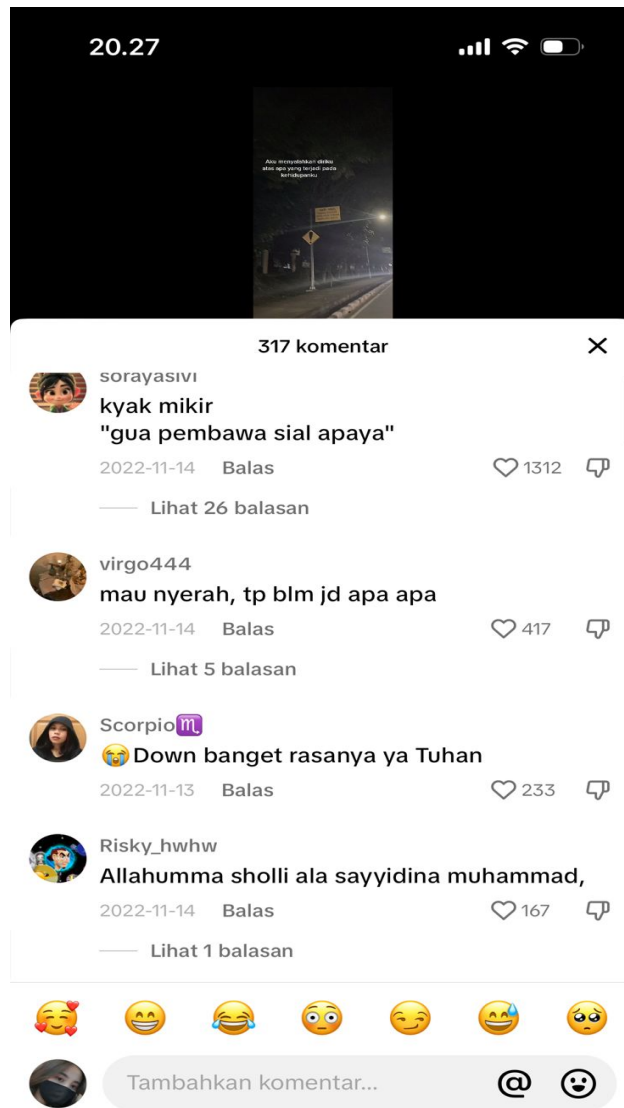 20.27
Aku menyalahkan diriku
atas apa yang terjadi pada
kehidupanku
317 komentar
sorayasivi
kyak mikir
"gua pembawa sial apaya"
2022-11-14 Balas 1312
Lihat 26 balasan
virgo444
mau nyerah, tp blm jd apa apa
2022-11-14 Balas 417
Lihat 5 balasan
Scorpio♏
😭Down banget rasanya ya Tuhan
2022-11-13 Balas 233
Risky_hwhw
Allahumma sholli ala sayyidina muhammad,
2022-11-14 Balas 167
Lihat 1 balasan
Tambahkan komentar... @